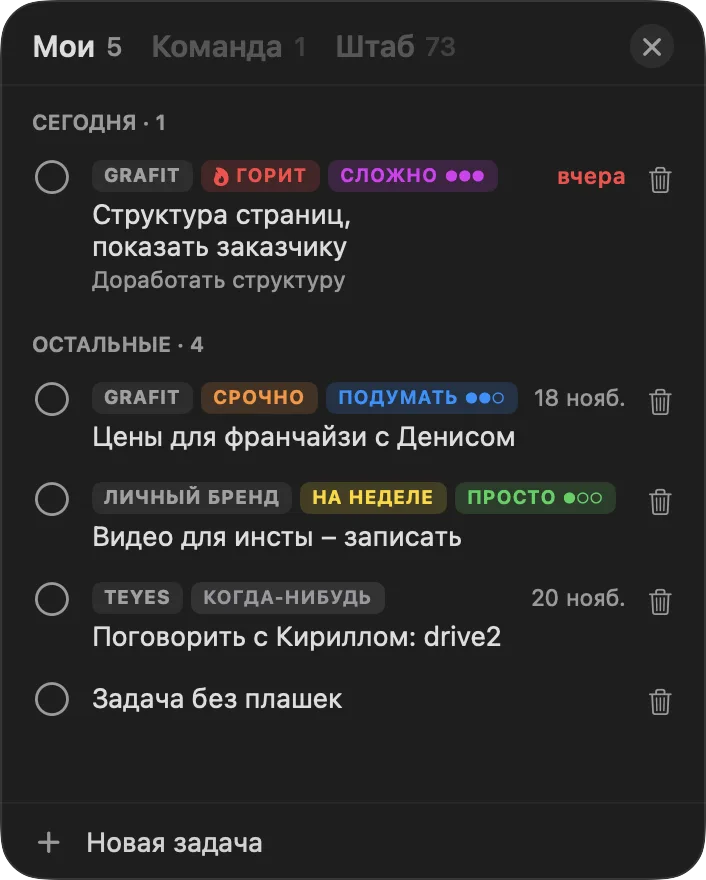 Мои 5 Команда 1 Штаб 73
СЕГОДНЯ · 1
GRAFIT ГОРИТ СЛОЖНО вчера
Структура страниц,
показать заказчику
Доработать структуру
ОСТАЛЬНЫЕ · 4
GRAFIT СРОЧНО ПОДУМАТЬ 18 нояб.
Цены для франчайзи с Денисом
ЛИЧНЫЙ БРЕНД НА НЕДЕЛЕ ПРОСТО
Видео для инсты – записать
TEYES КОГДА-НИБУДЬ 20 нояб.
Поговорить с Кириллом: drive2
Задача без плашек
+ Новая задача